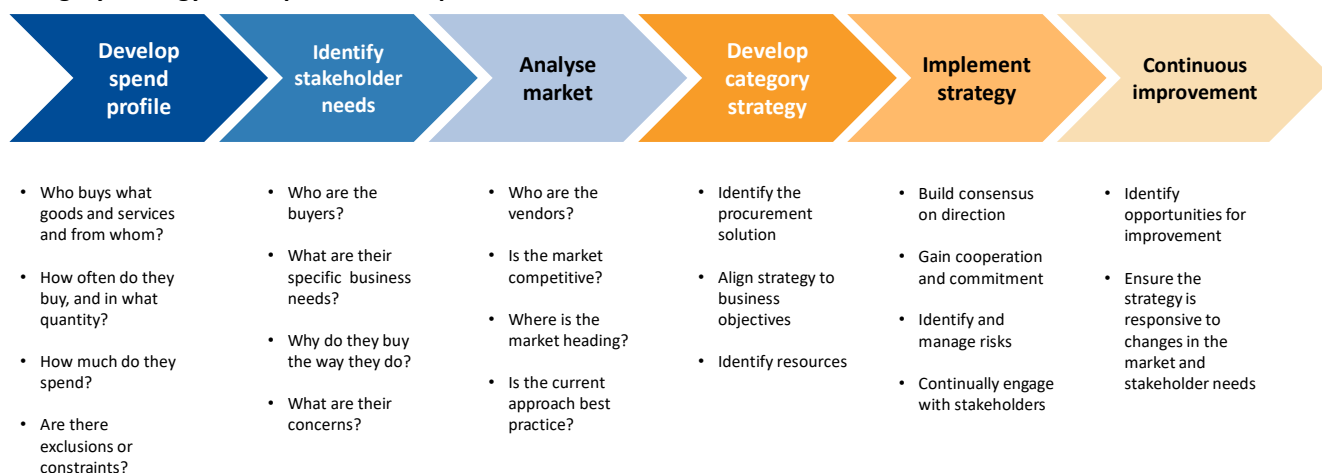 Develop
spend
profile
Identify
stakeholder
needs
Analyse
market
Develop
category
strategy
Implement
strategy
Continuous
improvement
• Who buys what
goods and services
and from whom?
• How often do they
buy, and in what
quantity?
• How much do they
spend?
• Are there
exclusions or
constraints?
• Who are the
buyers?
• What are their
specific business
needs?
• Why do they buy
the way they do?
• What are their
concerns?
• Who are the
vendors?
• Is the market
competitive?
• Where is the
market heading?
• Is the current
approach best
practice?
• Identify the
procurement
solution
• Align strategy to
business
objectives
• Identify resources
• Build consensus
on direction
• Gain cooperation
and commitment
• Identify and
manage risks
• Continually engage
with stakeholders
• Identify
opportunities for
improvement
• Ensure the
strategy is
responsive to
changes in the
market and
stakeholder needs